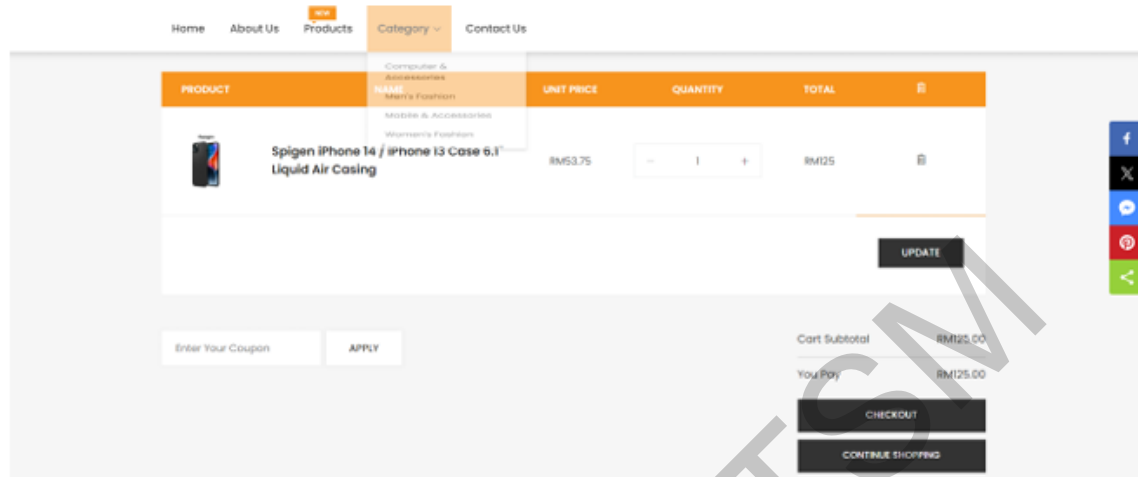 NEW
Home About Us Products Category Contact Us
Computer &
Accessories
PRODUCT NAME UNIT PRICE QUANTITY TOTAL
Men's Fashion
Mobile & Accessories
Women's Fashion
Spigen iPhone 14 / iPhone 13 Case 6.1"
Liquid Air Casing
RM53.75 - 1 + RM125
UPDATE
Enter Your Coupon APPLY
Cart Subtotal RM125.00
You Pay RM125.00
CHECKOUT
CONTINUE SHOPPING
TSM